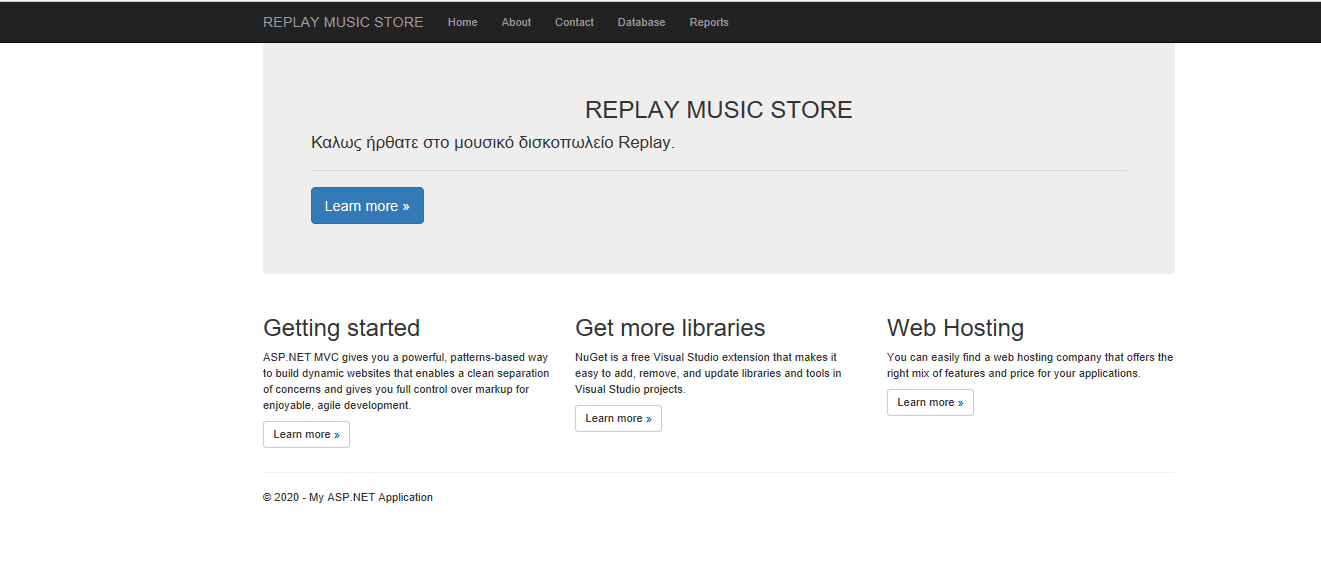 REPLAY MUSIC STORE Home About Contact Database Reports
REPLAY MUSIC STORE
Καλως ήρθατε στο μουσικό δισκοπωλείο Replay.
Learn more »
Getting started
ASP.NET MVC gives you a powerful, patterns-based way
to build dynamic websites that enables a clean separation
of concerns and gives you full control over markup for
enjoyable, agile development.
Learn more »
Get more libraries
NuGet is a free Visual Studio extension that makes it
easy to add, remove, and update libraries and tools in
Visual Studio projects.
Learn more »
Web Hosting
You can easily find a web hosting company that offers the
right mix of features and price for your applications.
Learn more »
© 2020 - My ASP.NET Application